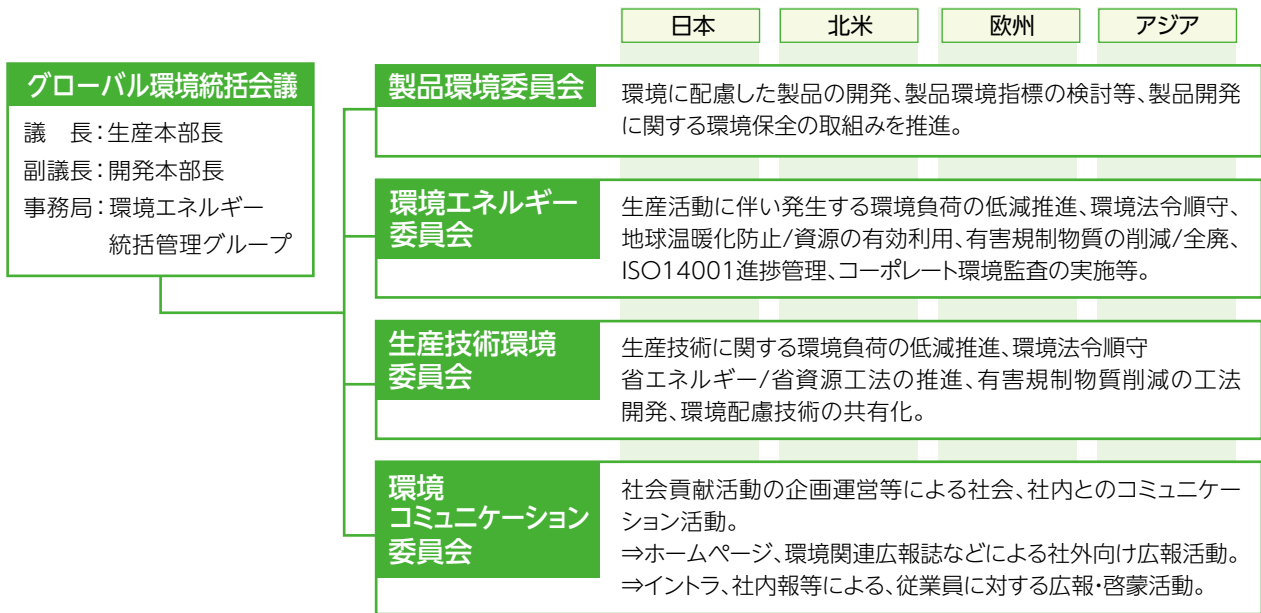 日本 北米 欧州 アジア
グローバル環境統括会議
議　長：生産本部長
副議長：開発本部長
事務局：環境エネルギー
統括管理グループ
製品環境委員会
環境に配慮した製品の開発、製品環境指標の検討等、製品開発
に関する環境保全の取組みを推進。
環境エネルギー
委員会
生産活動に伴い発生する環境負荷の低減推進、環境法令順守、
地球温暖化防止/資源の有効利用、有害規制物質の削減/全廃、
ISO14001進捗管理、コーポレート環境監査の実施等。
生産技術環境
委員会
生産技術に関する環境負荷の低減推進、環境法令順守
省エネルギー/省資源工法の推進、有害規制物質削減の工法
開発、環境配慮技術の共有化。
環境
コミュニケーション
委員会
社会貢献活動の企画運営等による社会、社内とのコミュニケー
ション活動。
⇒ホームページ、環境関連広報誌などによる社外向け広報活動。
⇒イントラ、社内報等による、従業員に対する広報・啓蒙活動。